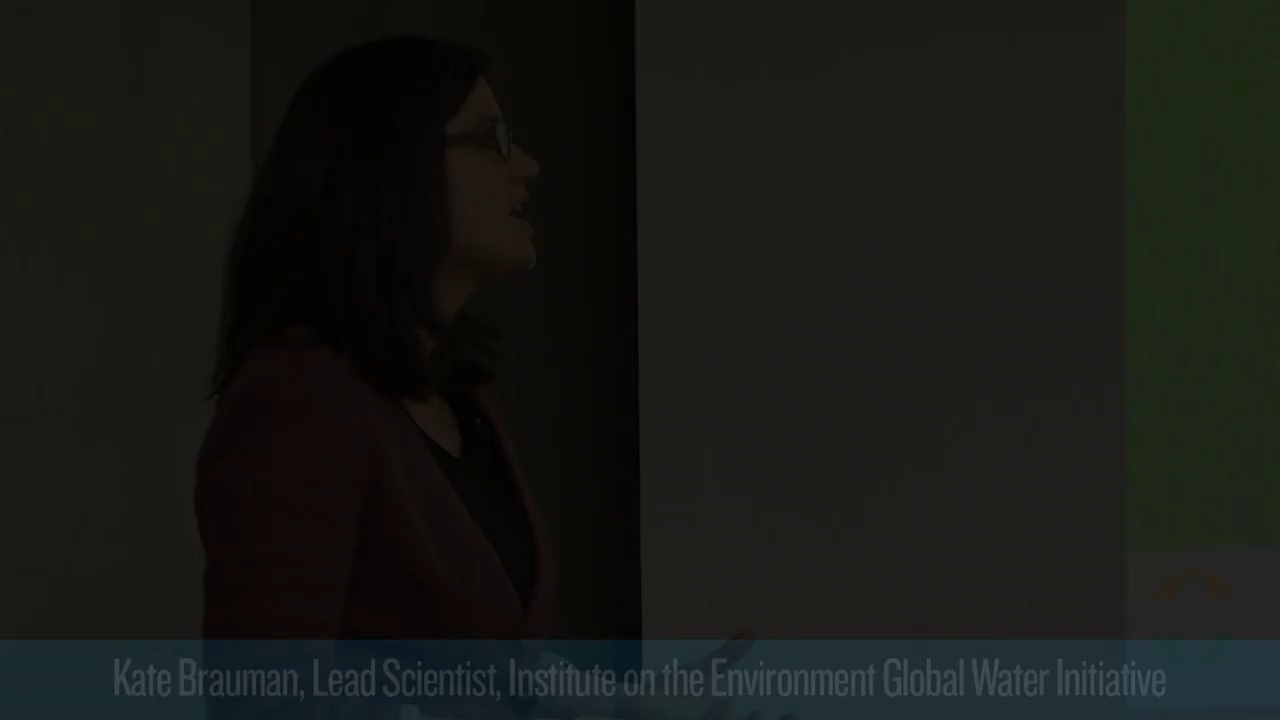 Kate Brauman, Lead Scientist, Institute on the Environment Global Water Initiative